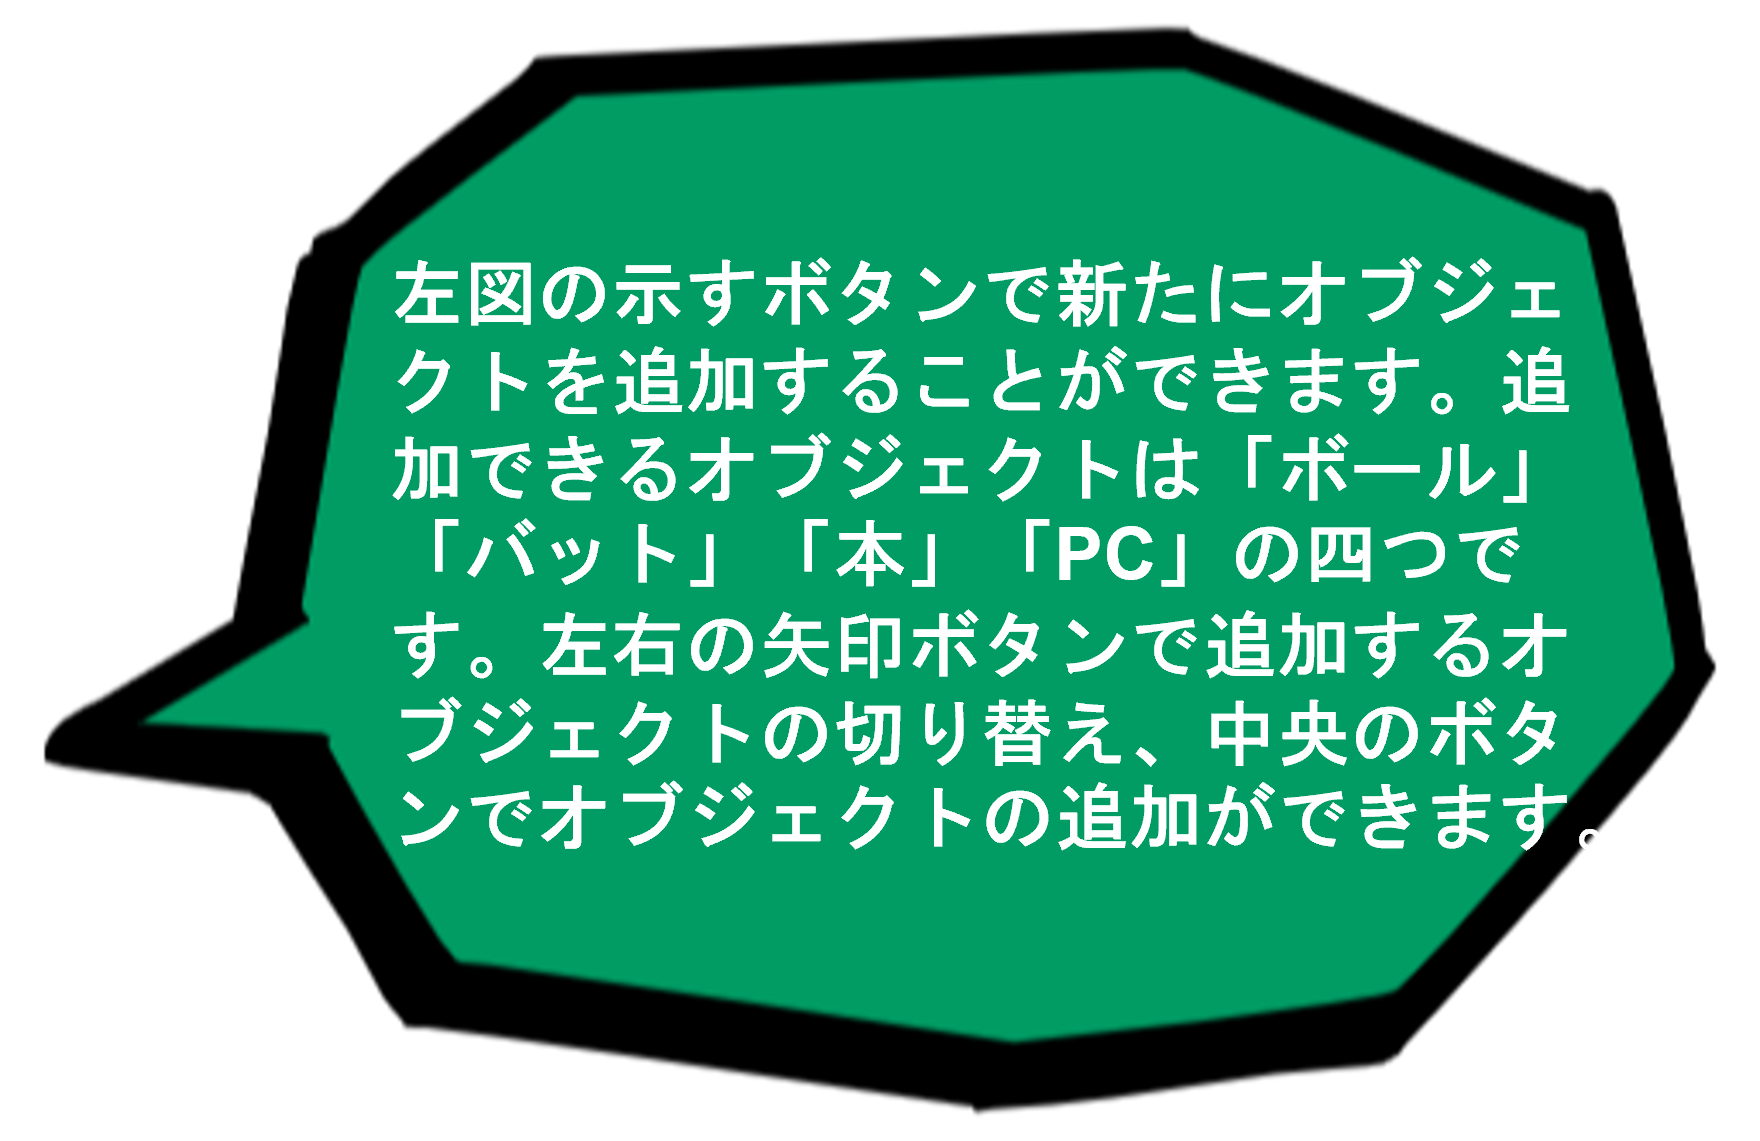 左図の示すボタンで新たにオブジェ
クトを追加することができます。追
加できるオブジェクトは「ボール」
「バット」「本」「PC」の四つで
す。左右の矢印ボタンで追加するオ
ブジェクトの切り替え、中央のボタ
ンでオブジェクトの追加ができます。